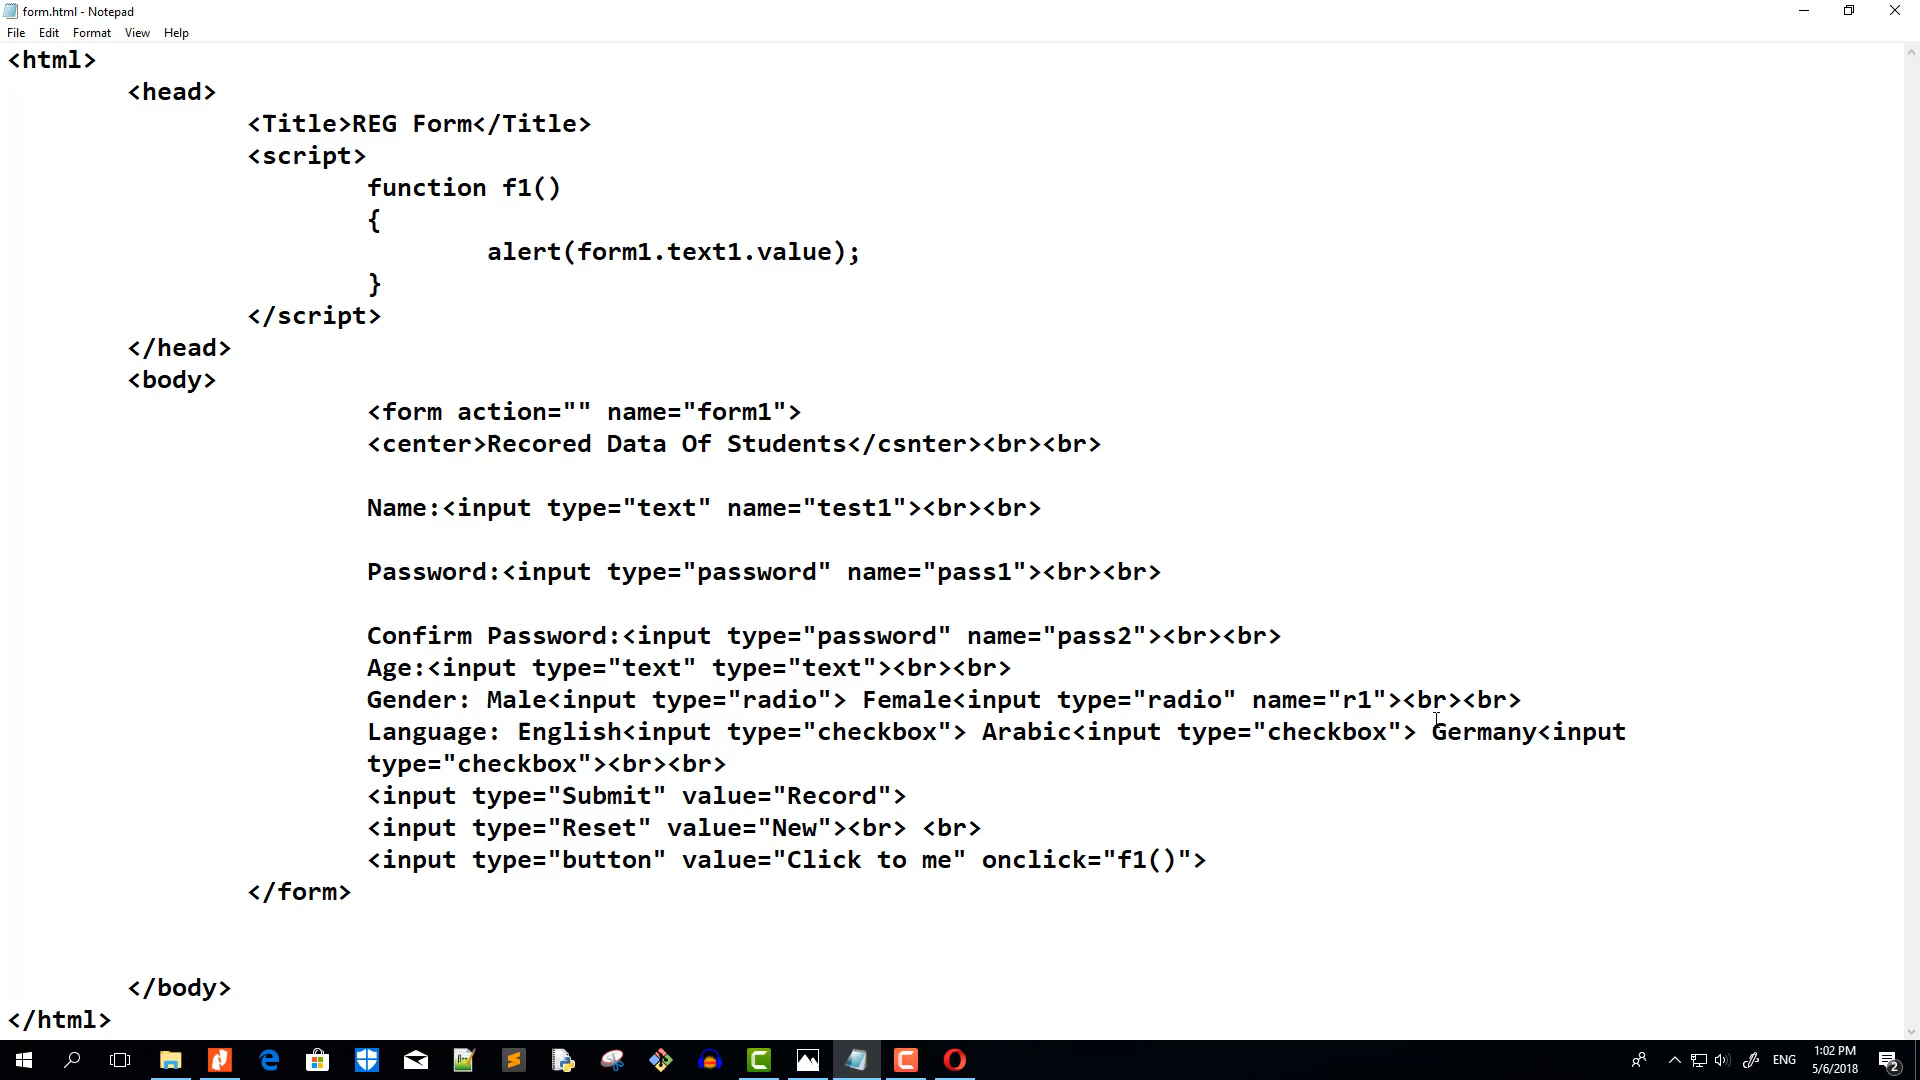 form.html - Notepad
File Edit Format View Help
<html>
<head>
<Title>REG Form</Title>
<script>
function f1()
{
alert(form1.text1.value);
}
</script>
</head>
<body>
<form action="" name="form1">
<center>Recored Data Of Students</csnter><br><br>
Name:<input type="text" name="test1"><br><br>
Password:<input type="password" name="pass1"><br><br>
Confirm Password:<input type="password" name="pass2"><br><br>
Age:<input type="text" type="text"><br><br>
Gender: Male<input type="radio"> Female<input type="radio" name="r1"><br><br>
Language: English<input type="checkbox"> Arabic<input type="checkbox"> Germany<input
type="checkbox"><br><br>
<input type="Submit" value="Record">
<input type="Reset" value="New"><br> <br>
<input type="button" value="Click to me" onclick="f1()">
</form>
</body>
</html>
ENG
1:02 PM
5/6/2018
2